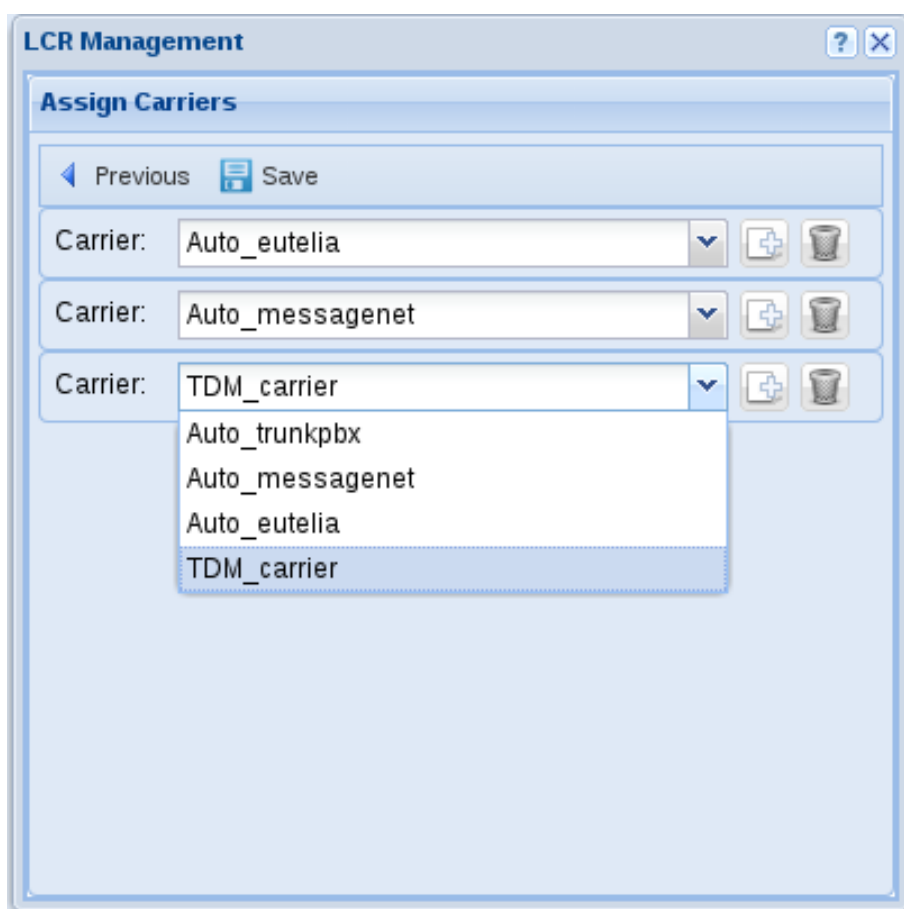 LCR Management
?
Assign Carriers
Previous Save
Carrier: Auto_eutelia
Carrier: Auto_messagenet
Carrier: TDM_carrier
Auto_trunkpbx
Auto_messagenet
Auto_eutelia
TDM_carrier